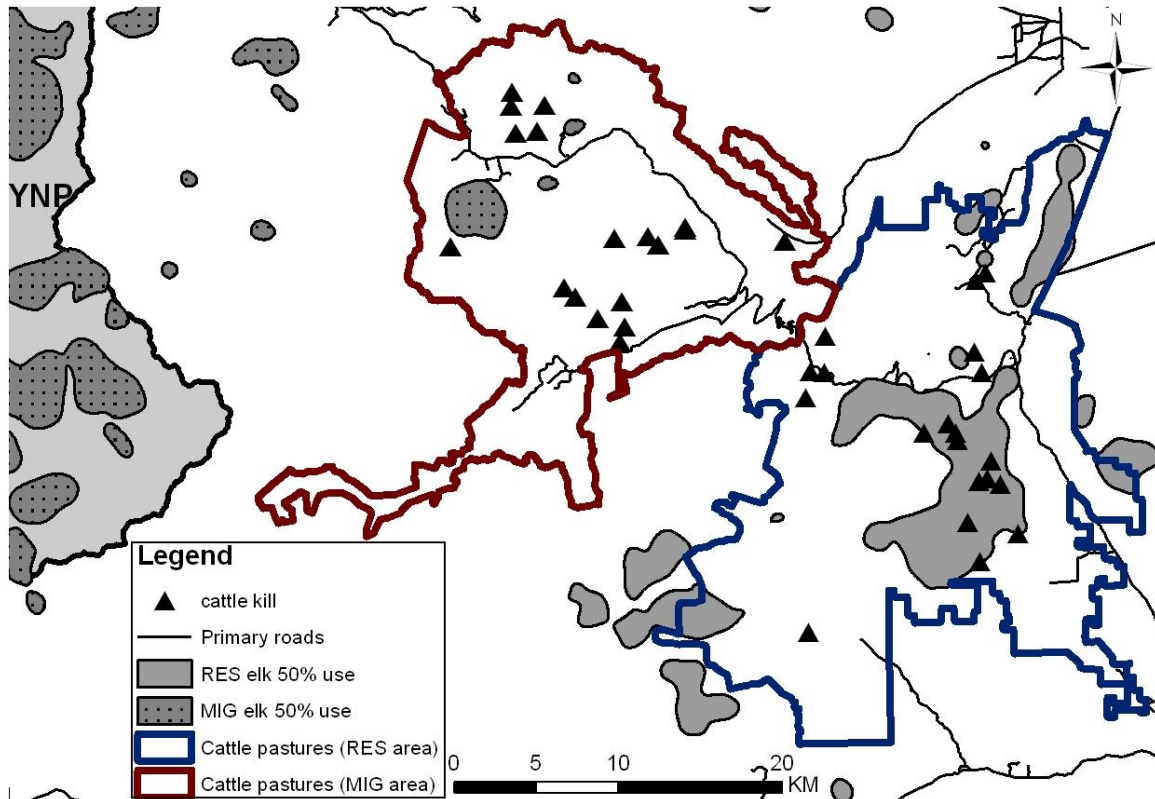 N
YNP
Legend
cattle kill
Primary roads
RES elk 50% use
MIG elk 50% use
Cattle pastures (RES area)
Cattle pastures (MIG area)
0 5 10 20
KM